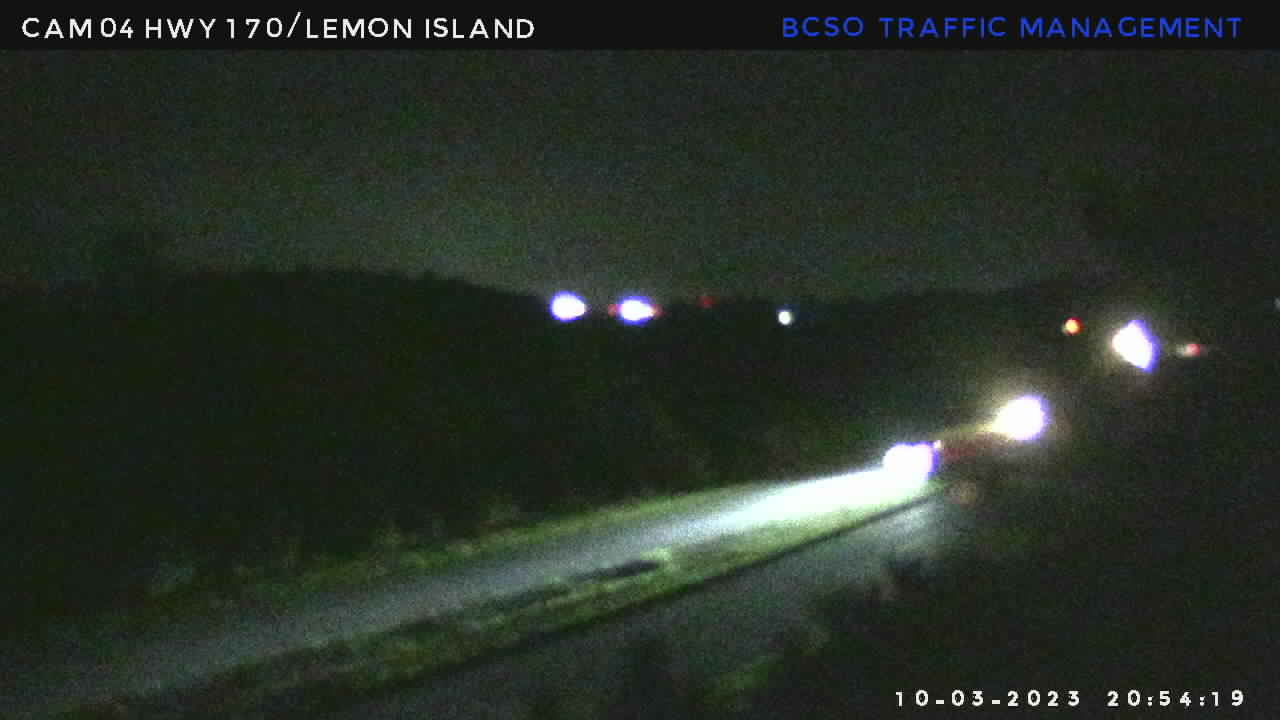 CAM04 HWY 170/LEMON ISLAND
BCSO TRAFFIC MANAGEMENT
10-03-2023 20:54:19